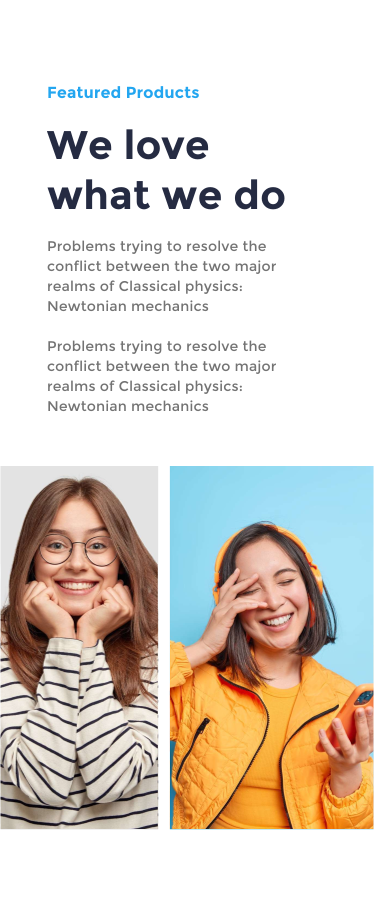 Featured Products
We love
what we do
Problems trying to resolve the
conflict between the two major
realms of Classical physics:
Newtonian mechanics
Problems trying to resolve the
conflict between the two major
realms of Classical physics:
Newtonian mechanics